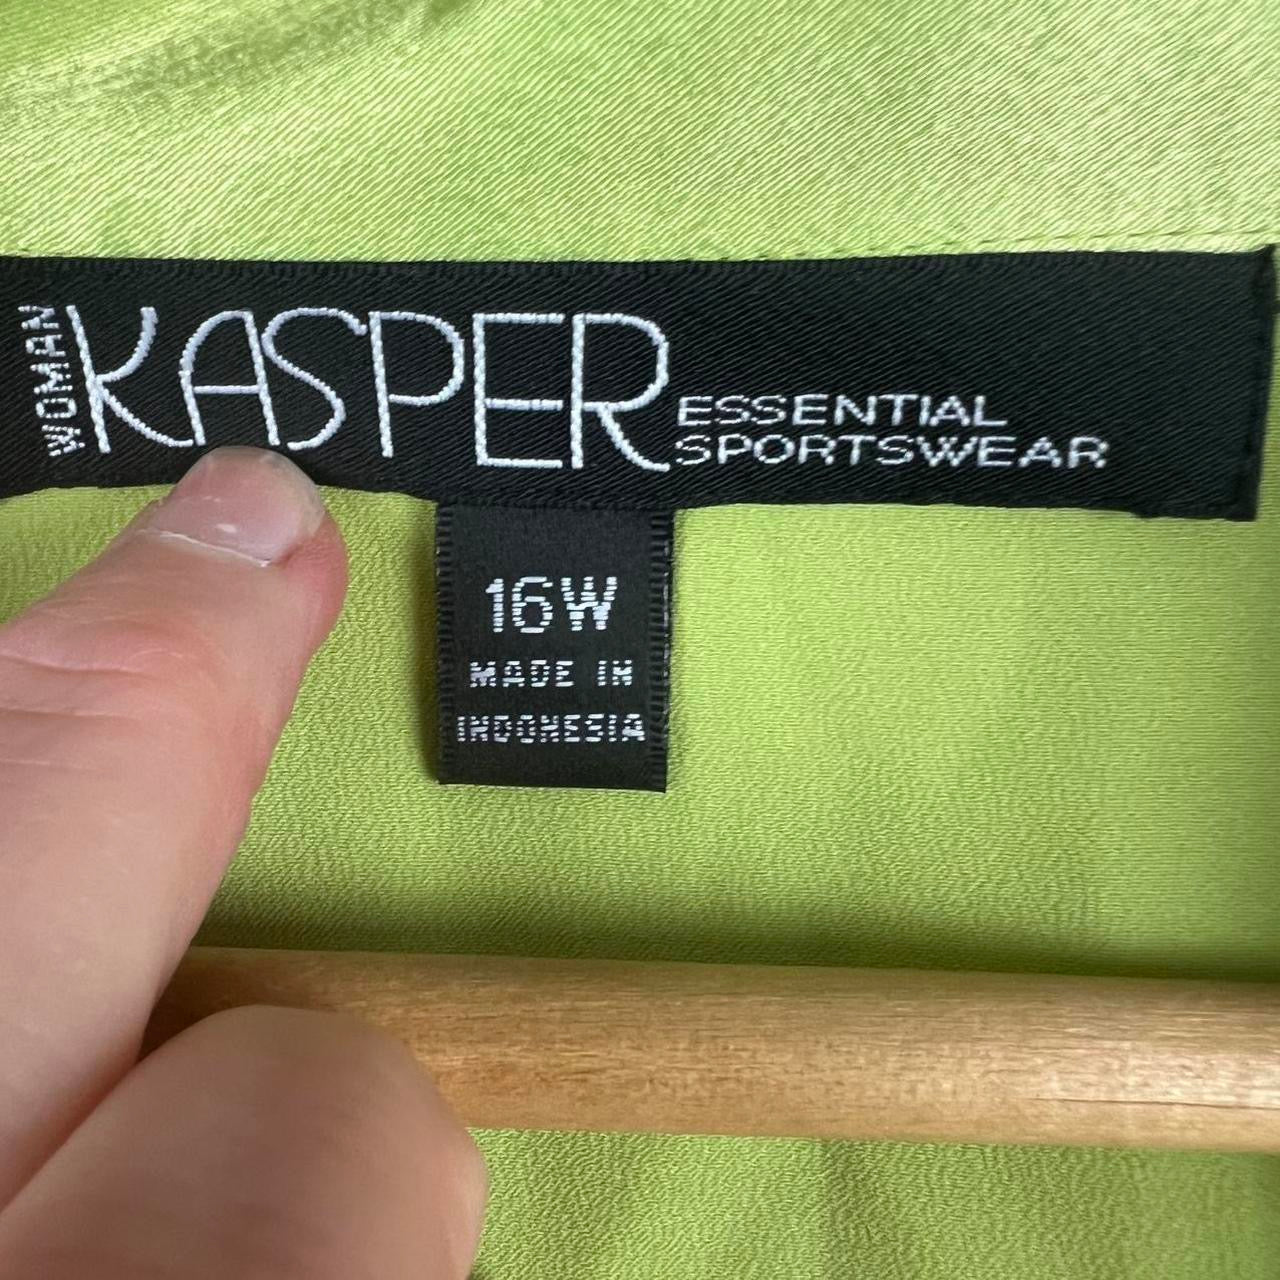 WOMAN
KASPER
ESSENTIAL
SPORTSWEAR
16W
MADE IN
INDONESIA